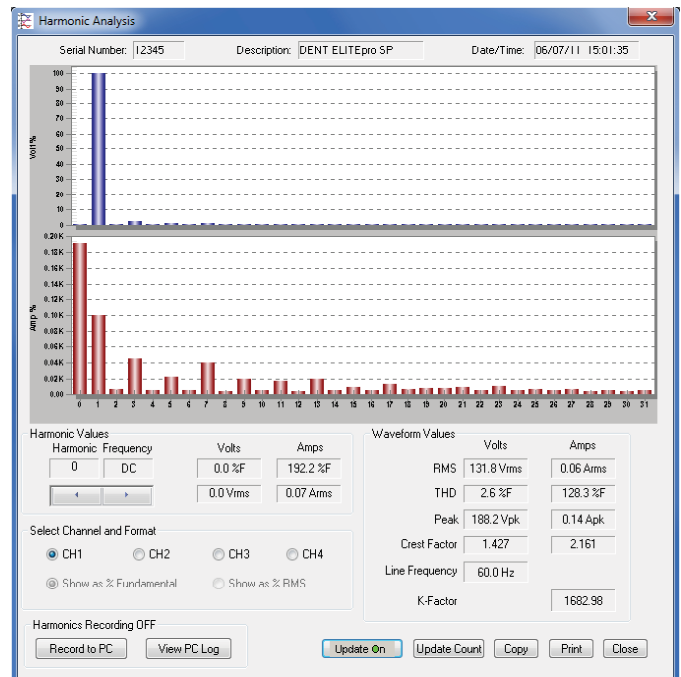 Harmonic Analysis
Serial Number: 12345 Description: DENT ELITEpro SP Date/Time: 06/07/11 15:01:35
100
90
80
70
60
50
40
30
20
10
0
Volt %
0.20K
0.18K
0.16K
0.14K
0.12K
0.10K
0.08K
0.06K
0.04K
0.02K
0.00
Amp %
0 1 2 3 4 5 6 7 8 9 10 11 12 13 14 15 16 17 18 19 20 21 22 23 24 25 26 27 28 29 30 31
Harmonic Values
Harmonic Frequency Volts Amps
0 DC 0.0 %F 192.2 %F
0.0 Vrms 0.07 Arms
Select Channel and Format
CH1 CH2 CH3 CH4
Show as % Fundamental Show as % RMS
Harmonics Recording OFF
Record to PC View PC Log
Waveform Values
Volts Amps
RMS 131.8 Vrms 0.06 Arms
THD 2.6 %F 128.3 %F
Peak 188.2 Vpk 0.14 Apk
Crest Factor 1.427 2.161
Line Frequency 60.0 Hz
K-Factor 1682.98
Update On Update Count Copy Print Close